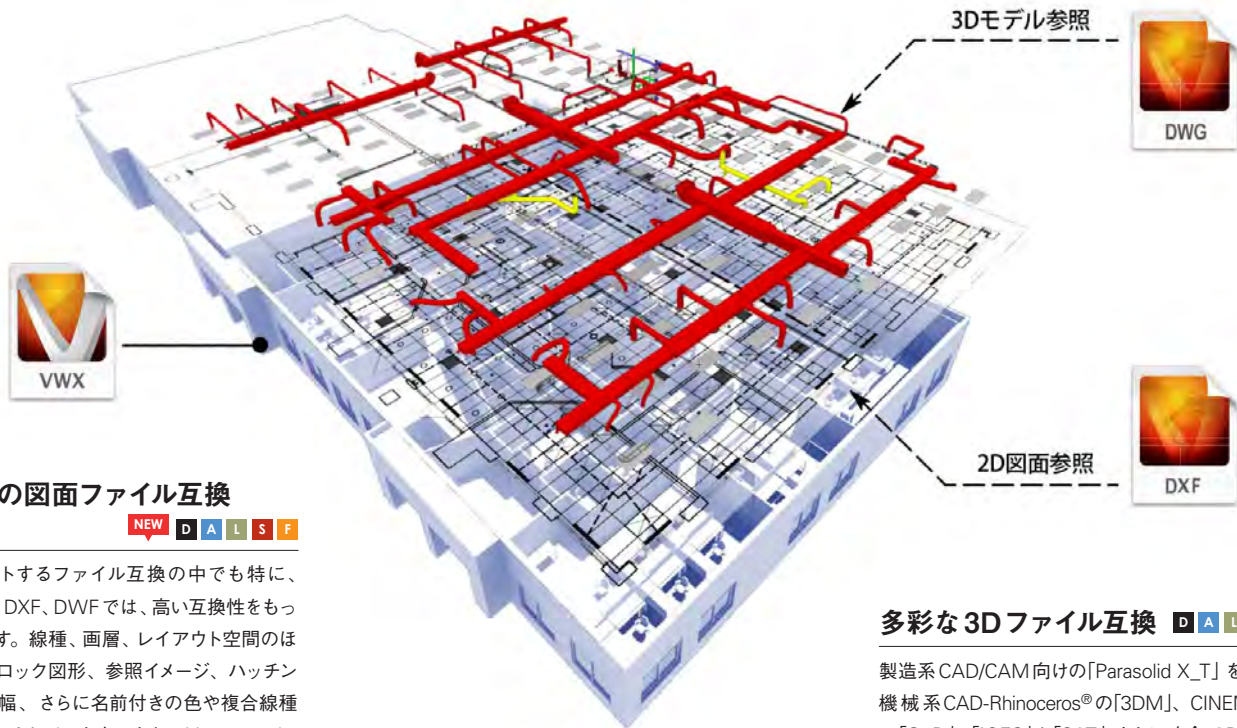 3Dモデル参照
DWG
VWX
2D図面参照
DXF
の図面ファイル互換
NEW D A L S F
トするファイル互換の中でも特に、
DXF、DWFでは、高い互換性をもっ
す。線種、画層、レイアウト空間のほ
ロック図形、参照イメージ、ハッチン
幅、さらに名前付きの色や複合線種
多彩な3Dファイル互換 D A L
製造系CAD/CAM向けの「Parasolid X_T」を
機械系CAD-Rhinoceros®の「3DM」、CINEM